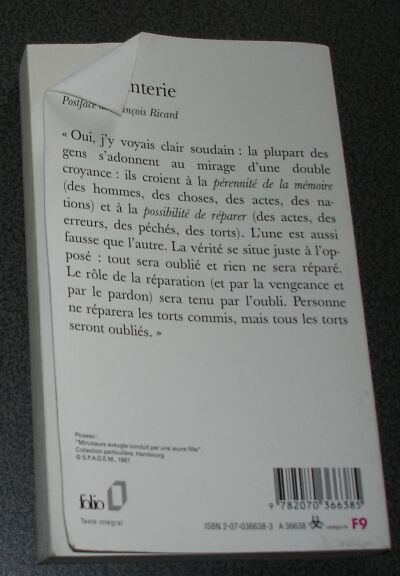 nterie
Postface de François Ricard
« Oui, j'y voyais clair soudain : la plupart des
gens s'adonnent au mirage d'une double
croyance : ils croient à la pérennité de la mémoire
(des hommes, des choses, des actes, des na-
tions) et à la possibilité de réparer (des actes, des
erreurs, des péchés, des torts). L'une est aussi
fausse que l'autre. La vérité se situe juste à l'op-
posé : tout sera oublié et rien ne sera réparé.
Le rôle de la réparation (et par la vengeance et
par le pardon) sera tenu par l'oubli. Personne
ne réparera les torts commis, mais tous les torts
seront oubliés. »
Picasso :
"Minotaure aveugle conduit par une jeune fille".
Collection particulière, Hambourg
© S.P.A.D.E.M., 1987.
folio
Texte intégral
9 782070 366385
ISBN 2-07-036638-3 A 36638 catégorie F9